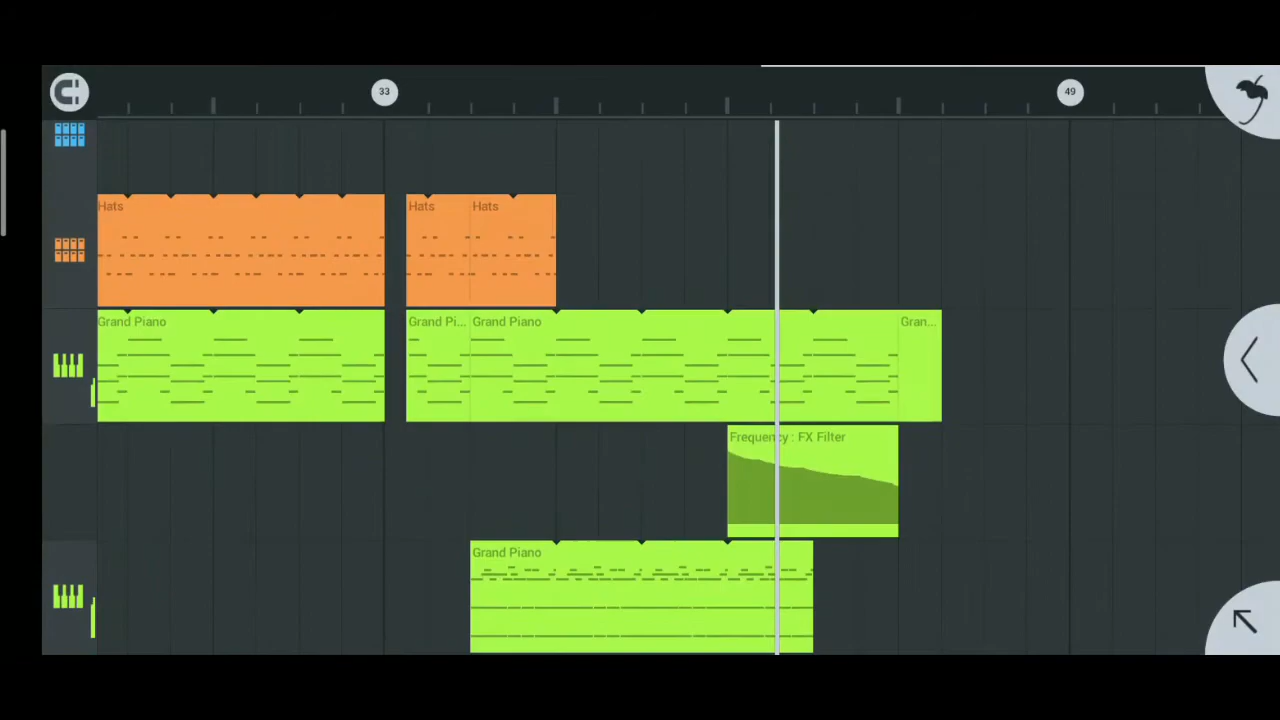 33
49
Hats
Hats
Hats
Grand Piano
Grand Pi...
Grand Piano
Gran...
Frequency : FX Filter
Grand Piano